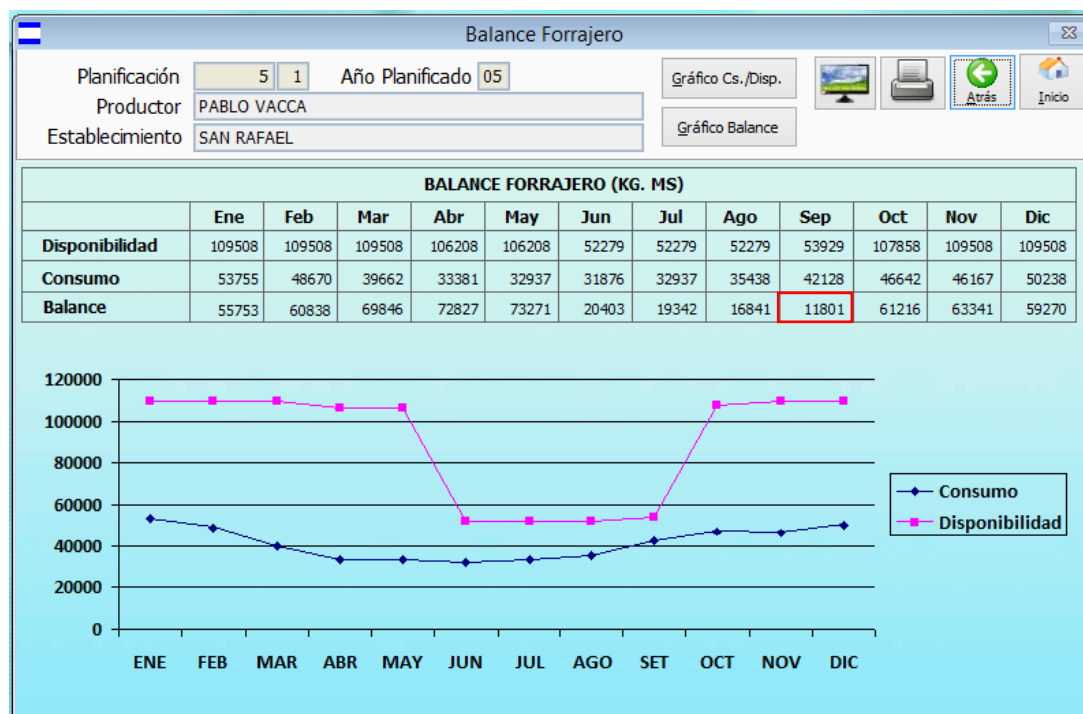 Balance Forrajero
Planificación 5 1 Año Planificado 05
Productor PABLO VACCA
Establecimiento SAN RAFAEL
Gráfico Cs./Disp.
Gráfico Balance
Atrás
Inicio
BALANCE FORRAJERO (KG. MS)
Ene Feb Mar Abr May Jun Jul Ago Sep Oct Nov Dic
Disponibilidad 109508 109508 109508 106208 106208 52279 52279 52279 53929 107858 109508 109508
Consumo 53755 48670 39662 33381 32937 31876 32937 35438 42128 46642 46167 50238
Balance 55753 60838 69846 72827 73271 20403 19342 16841 11801 61216 63341 59270
120000
100000
80000
60000
40000
20000
0
ENE FEB MAR ABR MAY JUN JUL AGO SET OCT NOV DIC
Consumo
Disponibilidad